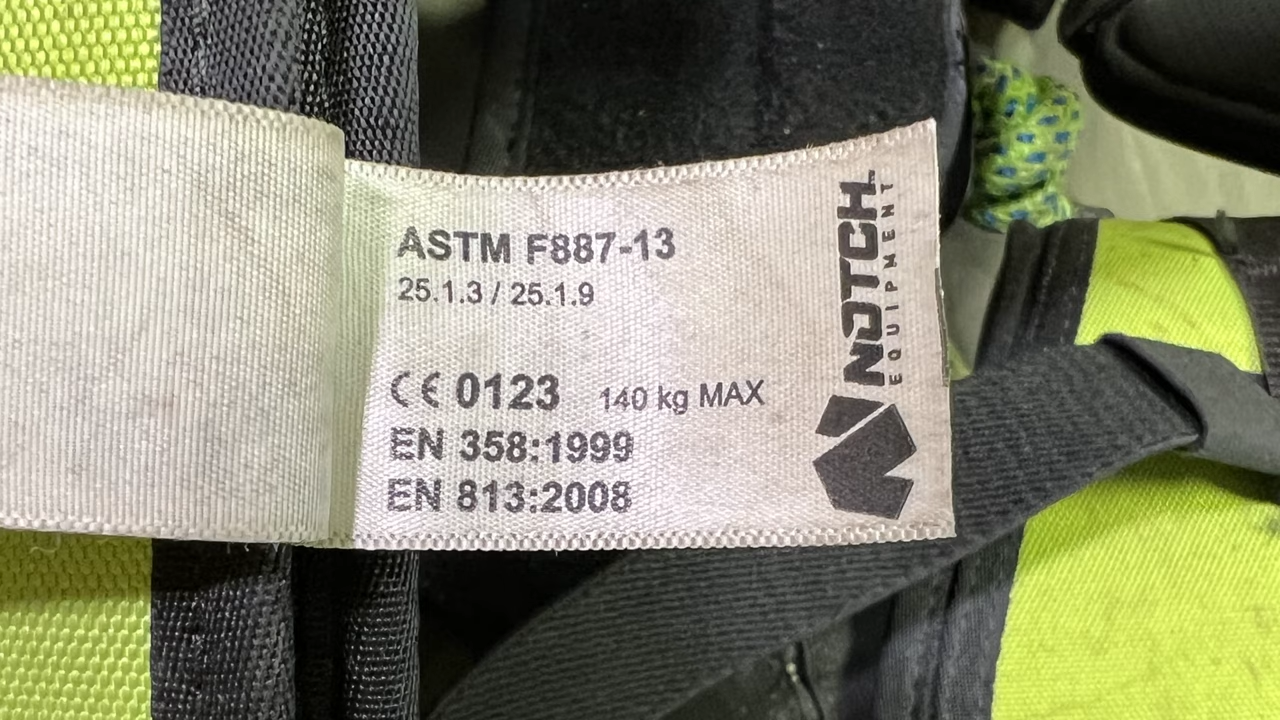 ASTM F887-13
25.1.3 / 25.1.9
CE 0123 140 kg MAX
EN 358:1999
EN 813:2008
NOTCH™
EQUIPMENT